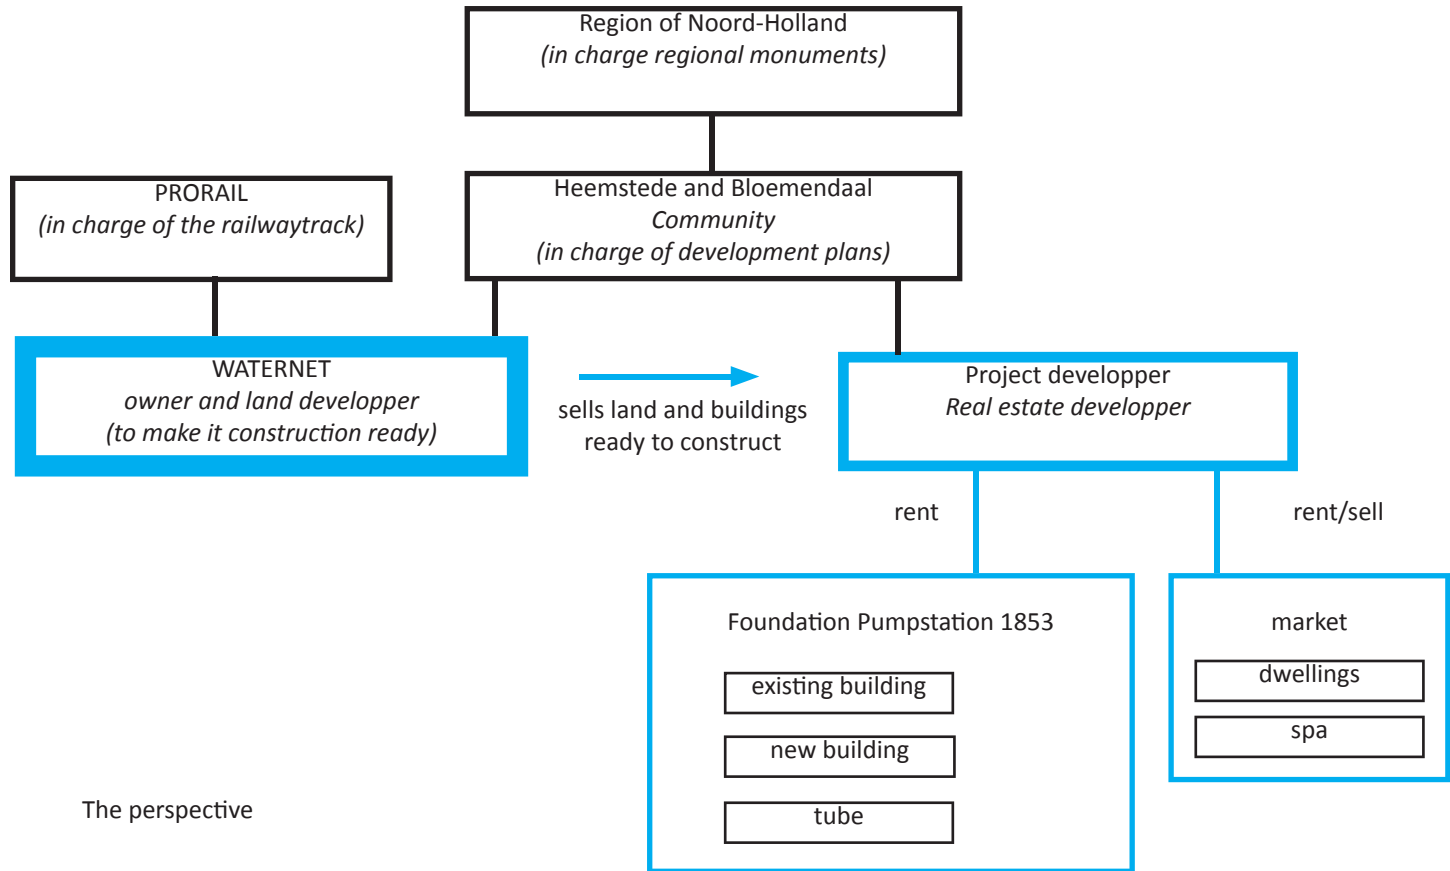 Region of Noord-Holland
(in charge regional monuments)
PRORAIL
(in charge of the railwaytrack)
Heemstede and Bloemendaal
Community
(in charge of development plans)
WATERNET
owner and land developper
(to make it construction ready)
sells land and buildings
ready to construct
Project developper
Real estate developper
rent
rent/sell
Foundation Pumpstation 1853
existing building
new building
tube
market
dwellings
spa
The perspective